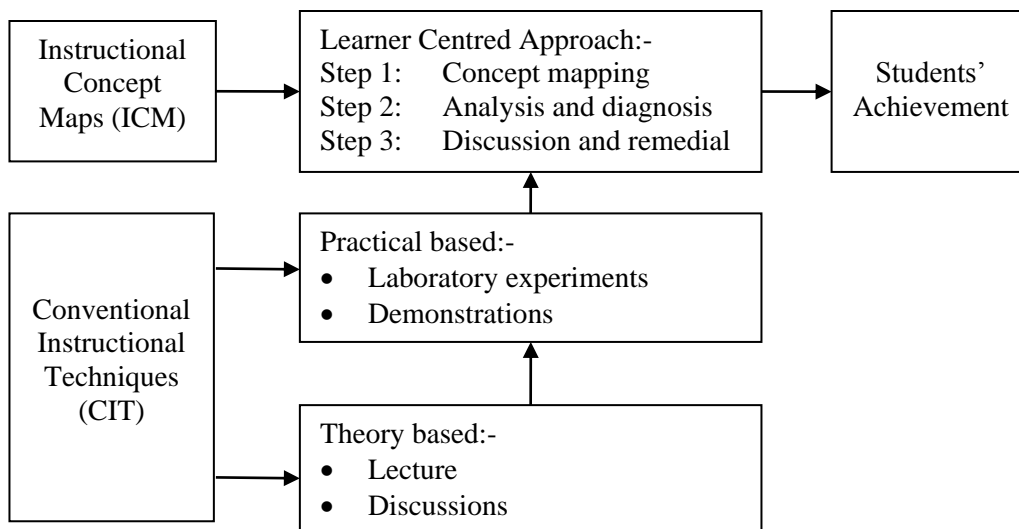 Instructional
Concept
Maps (ICM)
Learner Centred Approach:-
Step 1: Concept mapping
Step 2: Analysis and diagnosis
Step 3: Discussion and remedial
Students’
Achievement
Conventional
Instructional
Techniques
(CIT)
Practical based:-
• Laboratory experiments
• Demonstrations
Theory based:-
• Lecture
• Discussions